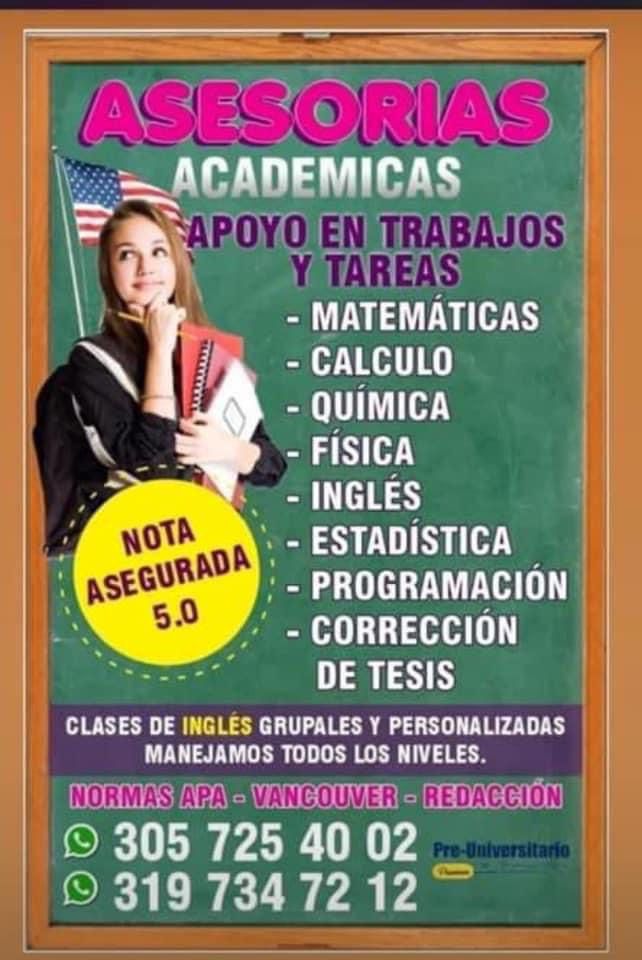 ASESORIAS
ACADEMICAS
APOYO EN TRABAJOS
Y TAREAS
- MATEMÁTICAS
- CALCULO
- QUÍMICA
- FÍSICA
- INGLÉS
- ESTADÍSTICA
- PROGRAMACIÓN
- CORRECCIÓN
DE TESIS
NOTA
ASEGURADA
5.0
CLASES DE INGLÉS GRUPALES Y PERSONALIZADAS
MANEJAMOS TODOS LOS NIVELES.
NORMAS APA - VANCOUVER - REDACCIÓN
305 725 40 02
319 734 72 12
Pre-Universitario